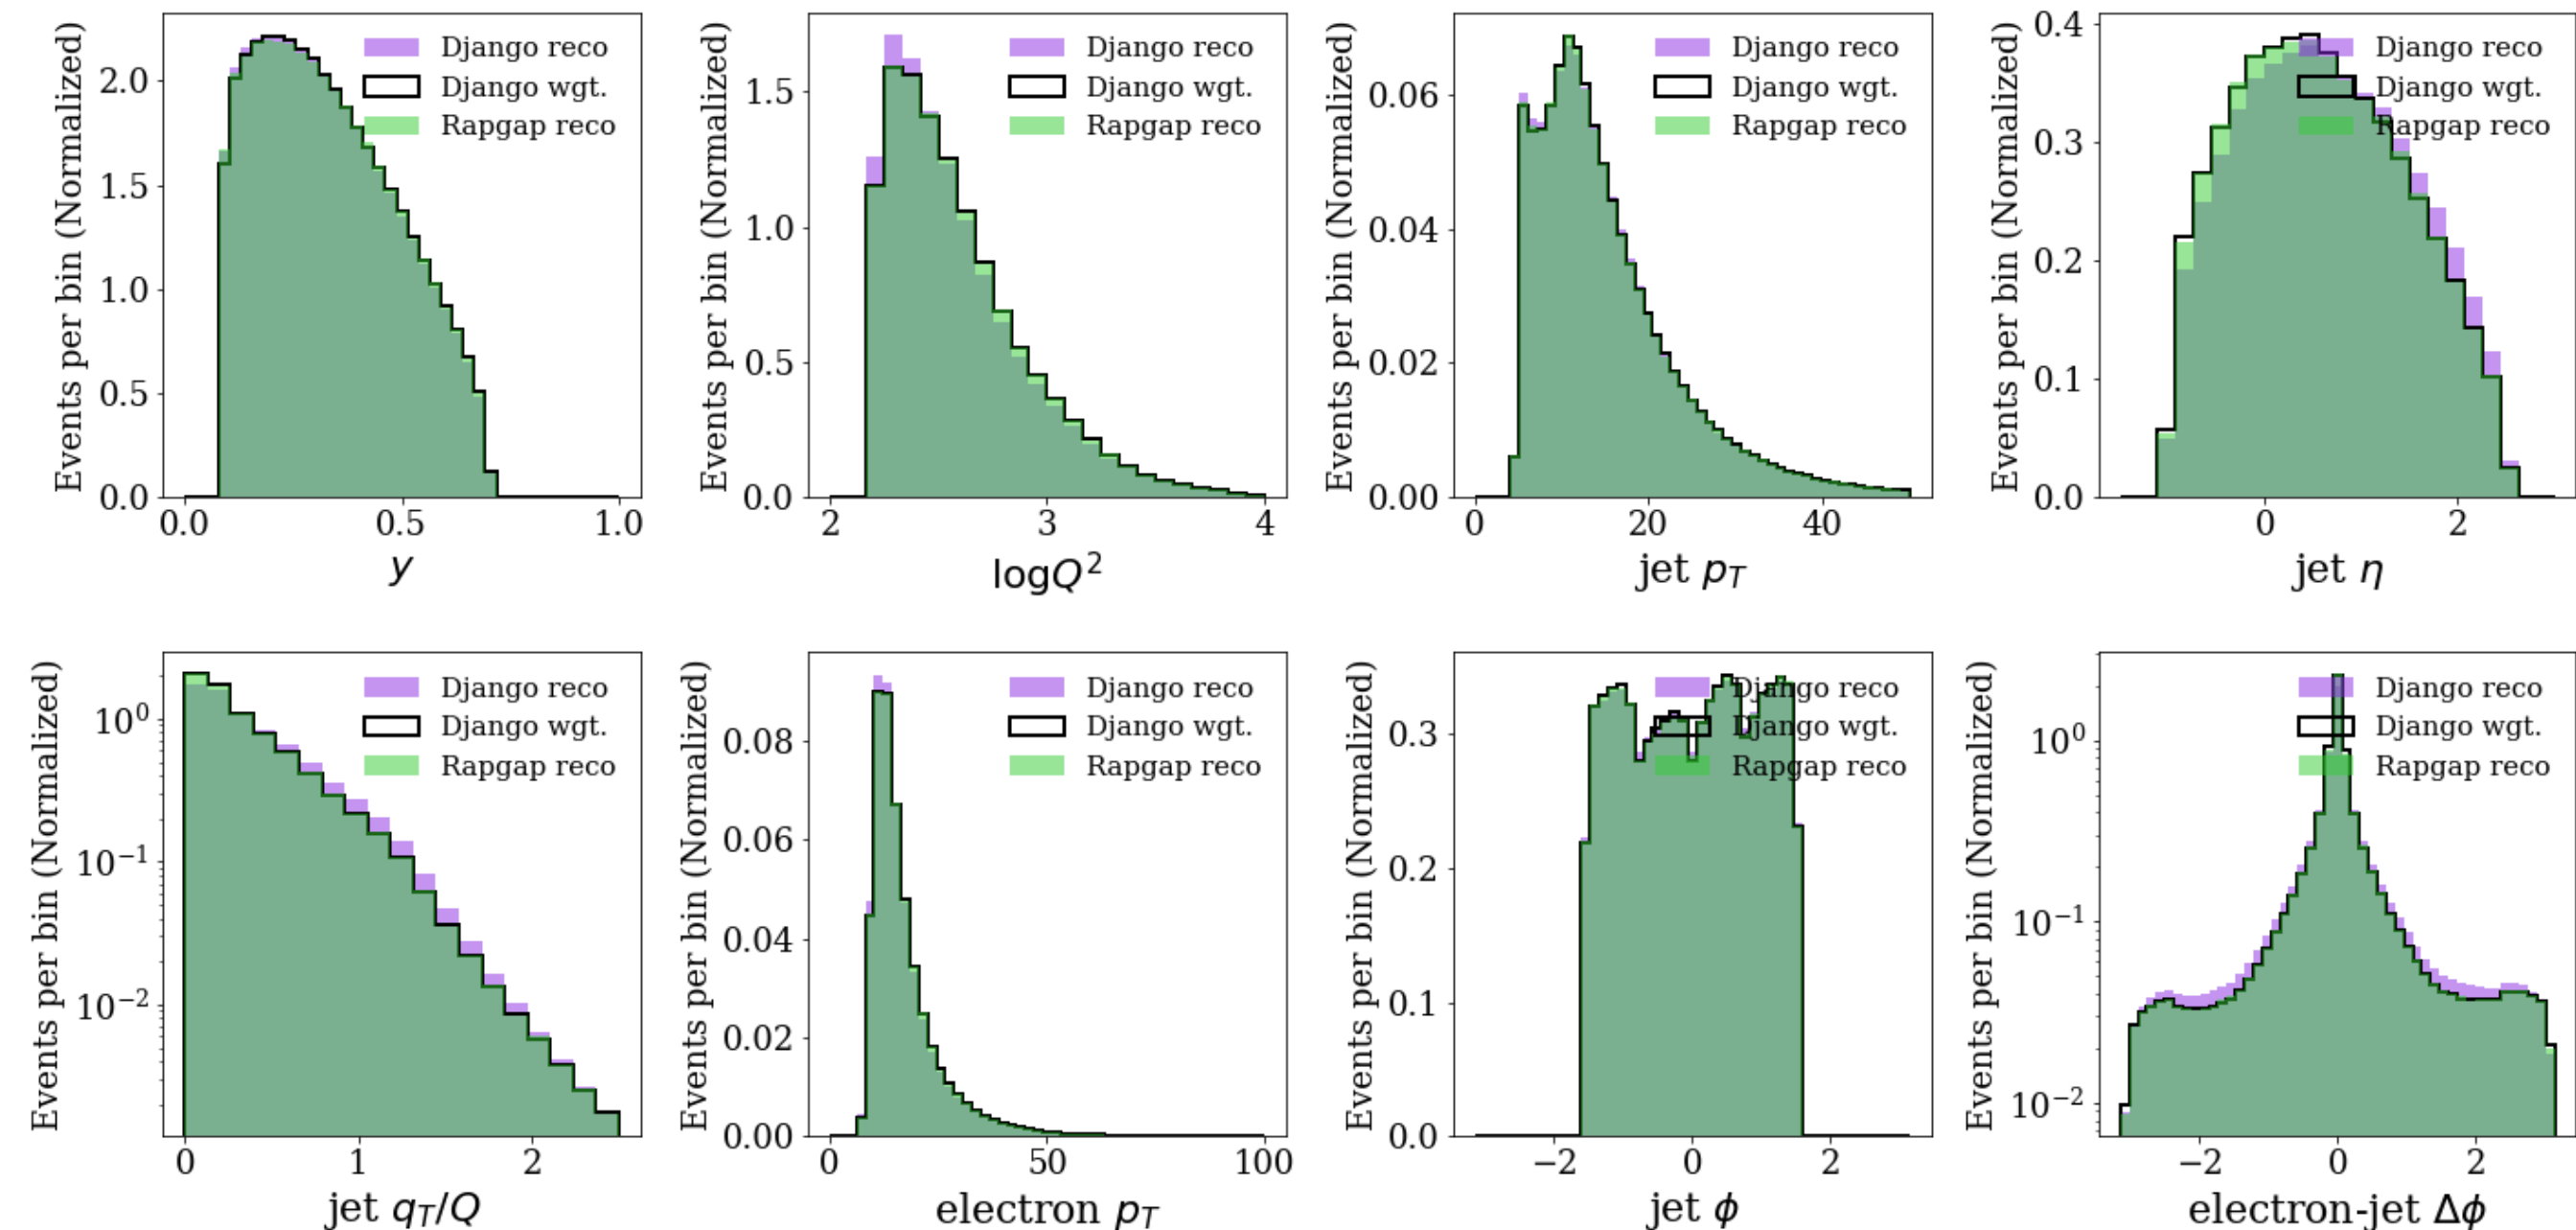 Events per bin (Normalized)
2.0
1.5
1.0
0.5
0.0
0.0 0.5 1.0
y
Django reco
Django wgt.
Rapgap reco
Events per bin (Normalized)
1.5
1.0
0.5
0.0
2 3 4
logQ²
Django reco
Django wgt.
Rapgap reco
Events per bin (Normalized)
0.06
0.04
0.02
0.00
0 20 40
jet p_T
Django reco
Django wgt.
Rapgap reco
Events per bin (Normalized)
0.4
0.3
0.2
0.1
0.0
0 2
jet η
Django reco
Django wgt.
Rapgap reco
Events per bin (Normalized)
10⁰
10⁻¹
10⁻²
0 1 2
jet q_T/Q
Django reco
Django wgt.
Rapgap reco
Events per bin (Normalized)
0.08
0.06
0.04
0.02
0.00
0 50 100
electron p_T
Django reco
Django wgt.
Rapgap reco
Events per bin (Normalized)
0.3
0.2
0.1
0.0
−2 0 2
jet ϕ
Django reco
Django wgt.
Rapgap reco
Events per bin (Normalized)
10⁰
10⁻¹
10⁻²
−2 0 2
electron-jet Δϕ
Django reco
Django wgt.
Rapgap reco